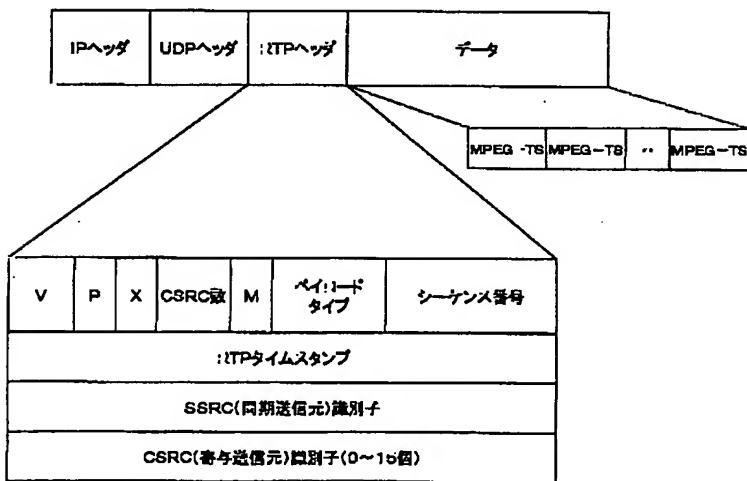 IPヘッダ
UDPヘッダ
RTPヘッダ
データ
MPEG-TS
MPEG-TS
‥
MPEG-TS
V
P
X
CSRC数
M
ペイロード
タイプ
シーケンス番号
RTPタイムスタンプ
SSRC(同期送信元)識別子
CSRC(寄与送信元)識別子(0〜15個)